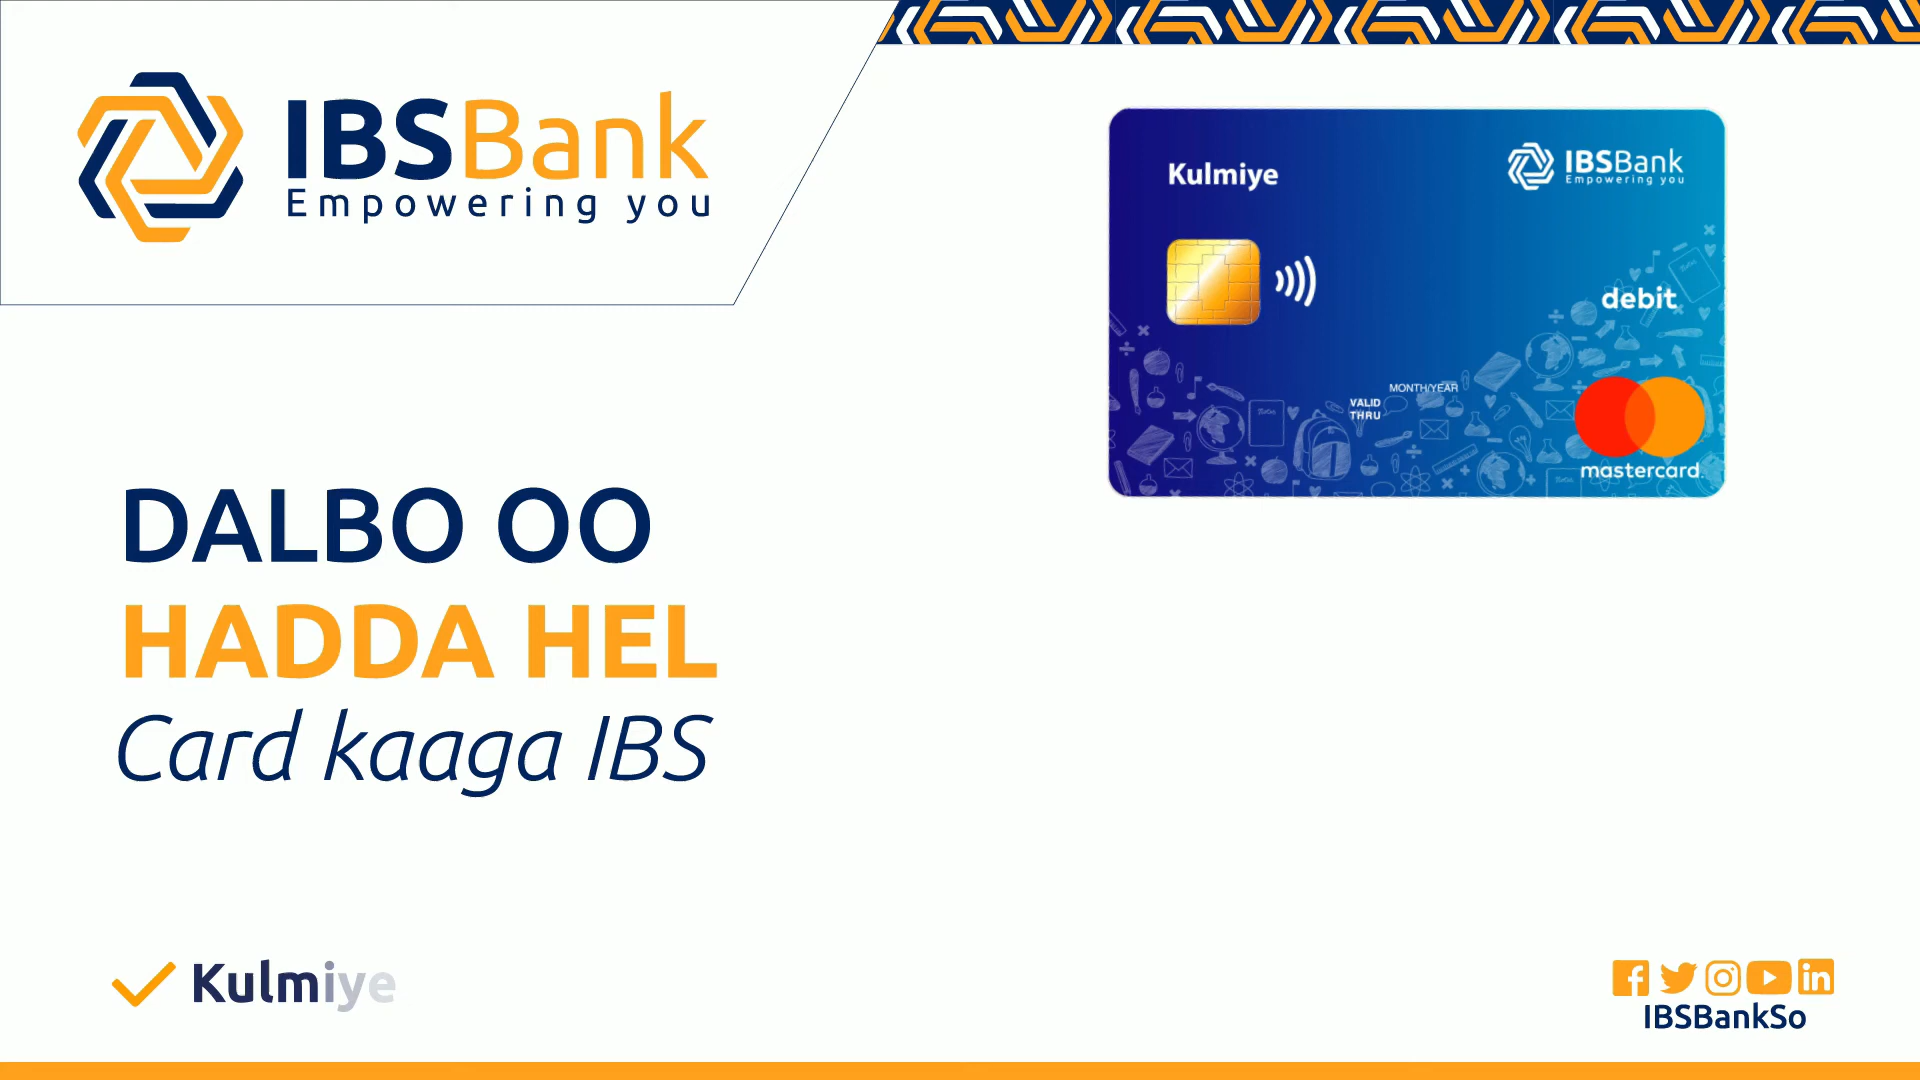 IBSBank
Empowering you
Kulmiye
IBSBank
Empowering you
debit
MONTH/YEAR
VALID
THRU
mastercard.
DALBO OO
HADDA HEL
Card kaaga IBS
Kulmiye
IBSBankSo